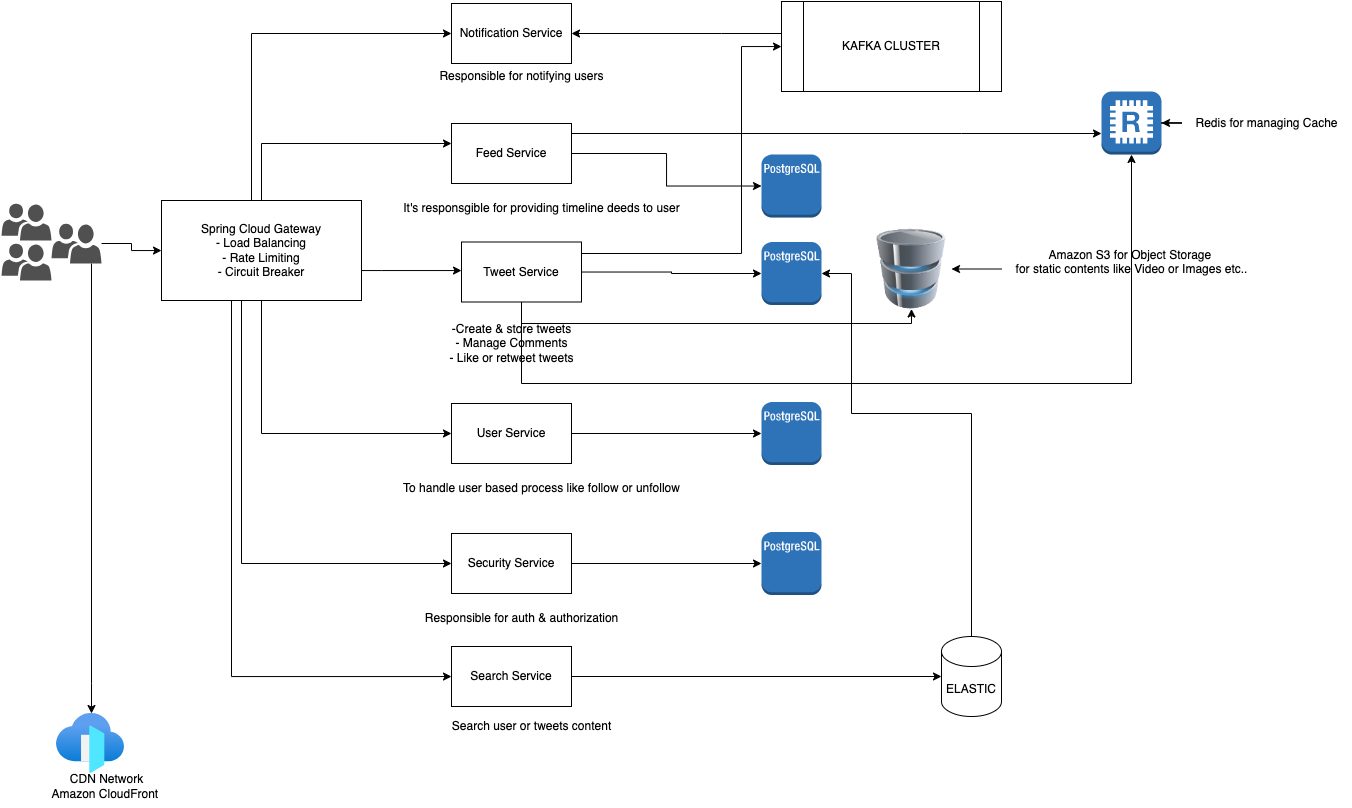 Notification Service
KAFKA CLUSTER
Responsible for notifying users
R
Redis for managing Cache
Feed Service
PostgreSQL
It's responsgible for providing timeline deeds to user
Spring Cloud Gateway
- Load Balancing
- Rate Limiting
- Circuit Breaker
Tweet Service
PostgreSQL
Amazon S3 for Object Storage
for static contents like Video or Images etc..
-Create & store tweets
- Manage Comments
- Like or retweet tweets
User Service
PostgreSQL
To handle user based process like follow or unfollow
Security Service
PostgreSQL
Responsible for auth & authorization
Search Service
ELASTIC
Search user or tweets content
CDN Network
Amazon CloudFront